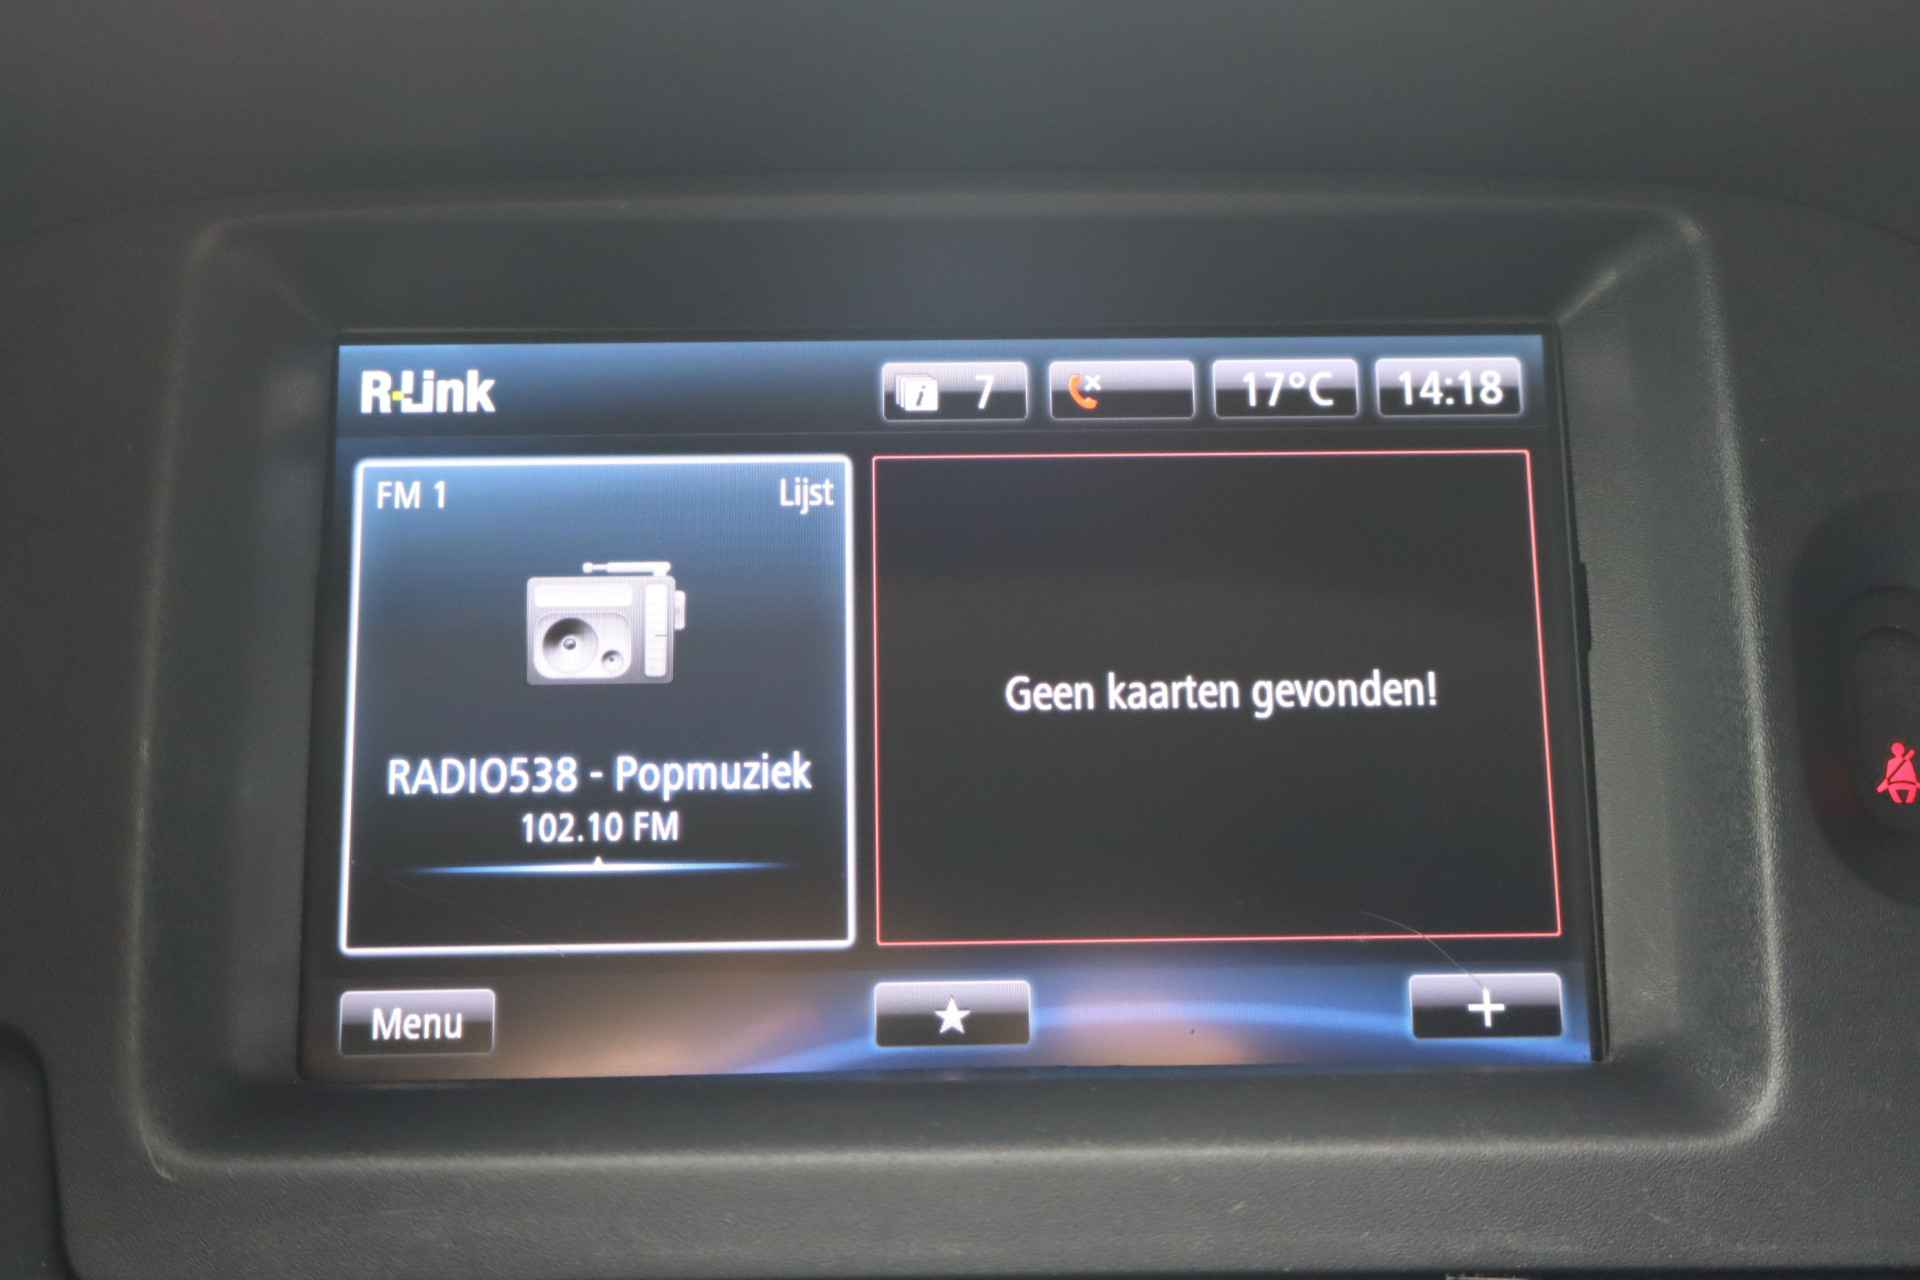 R-Link
7
17°C
14:18
FM 1
Lijst
RADIO538 - Popmuziek
102.10 FM
Geen kaarten gevonden!
Menu